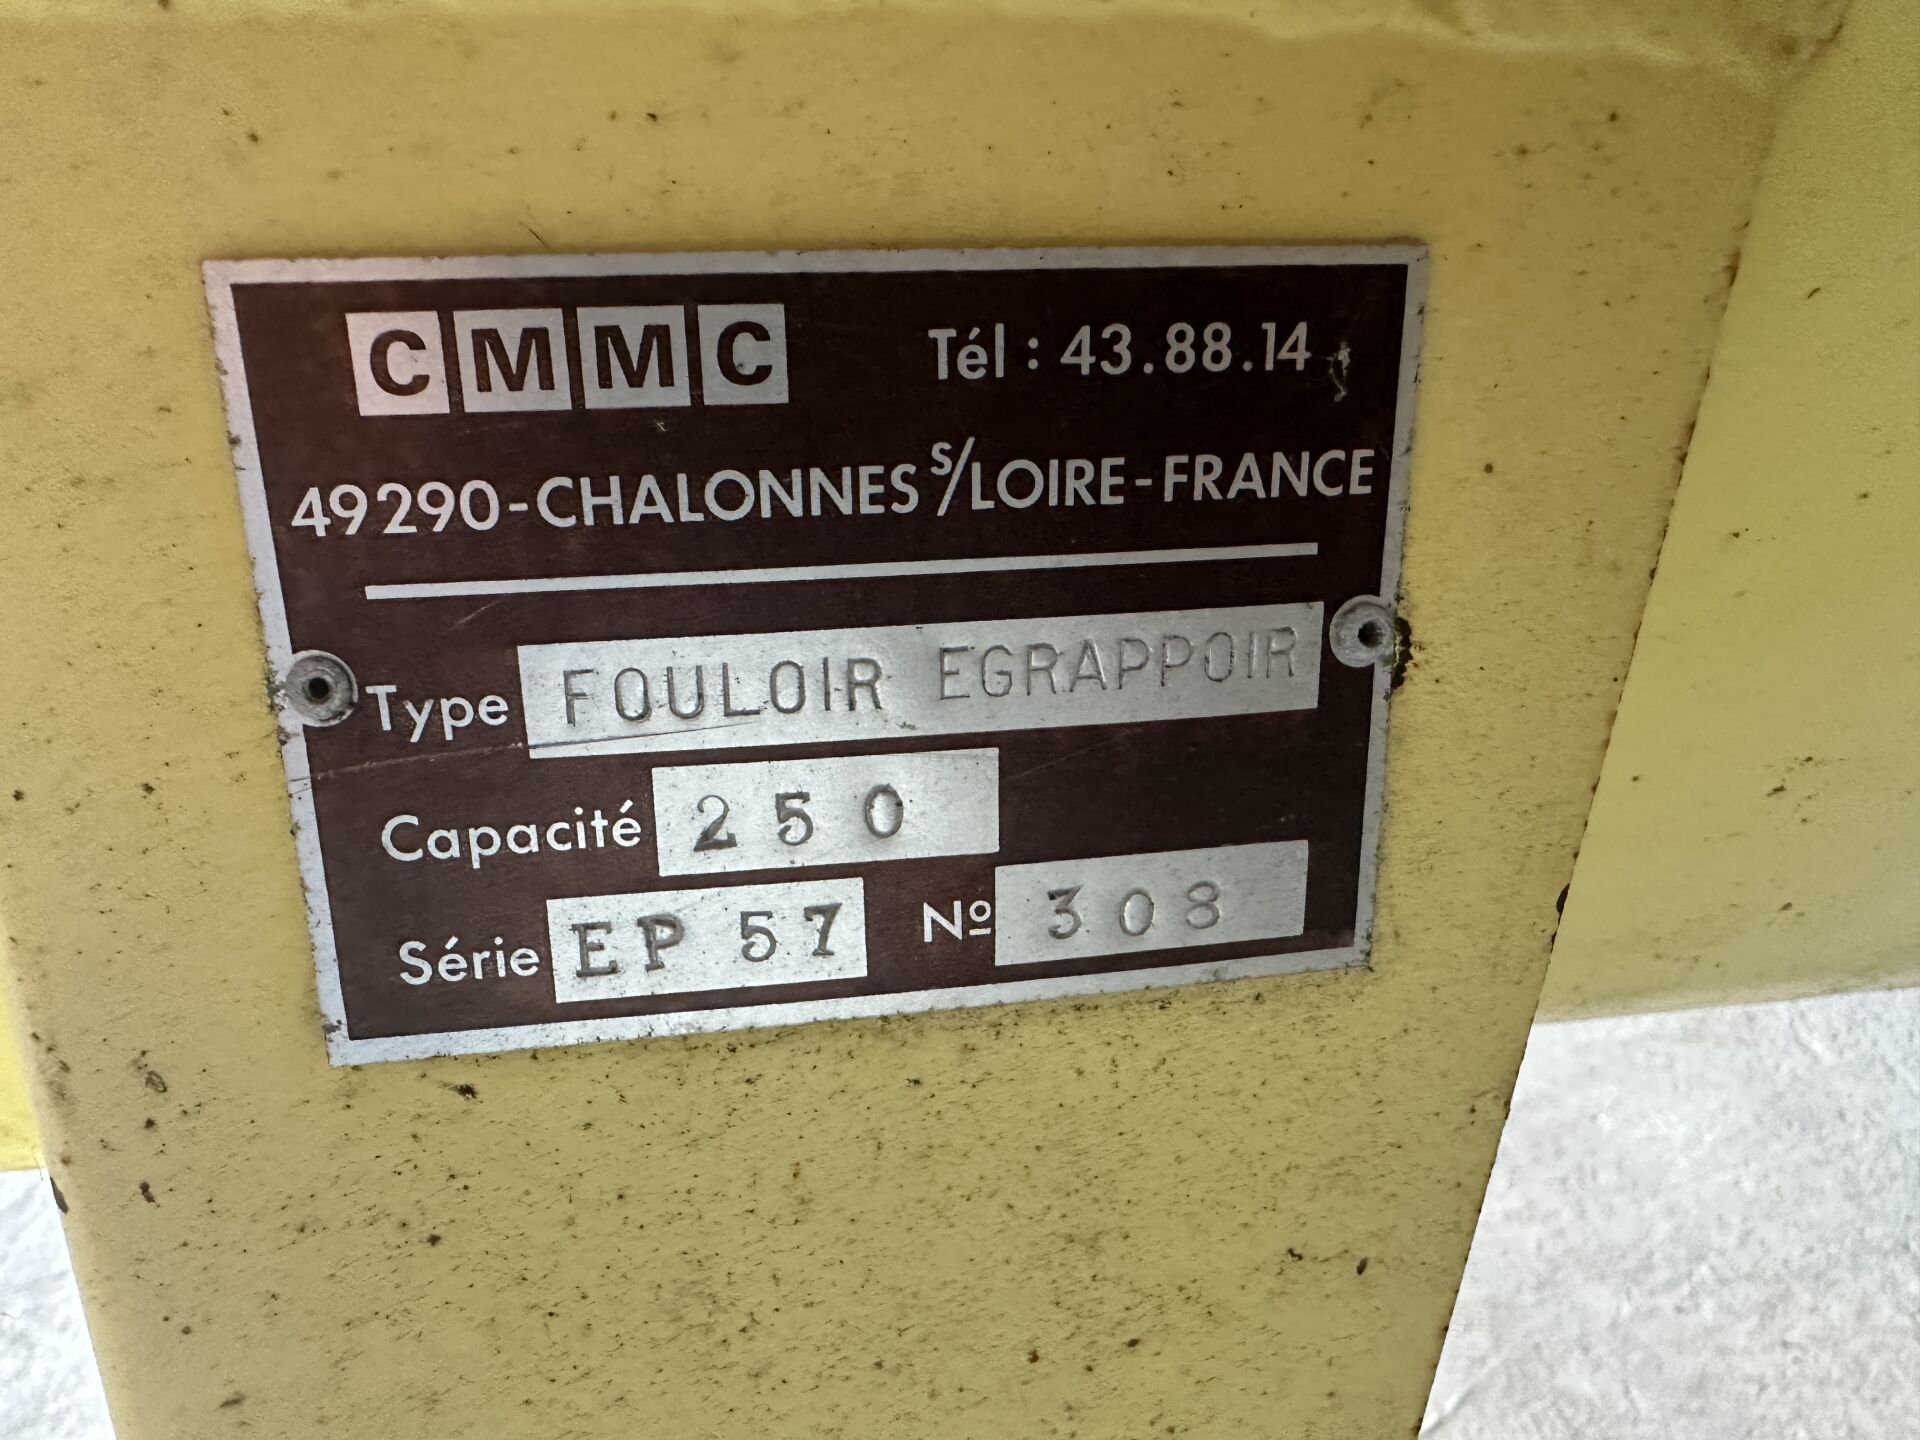 CMMC Tél : 43.88.14
49290-CHALONNES S/LOIRE-FRANCE
Type FOULOIR EGRAPPOIR
Capacité 250
Série EP 57 Nº 308